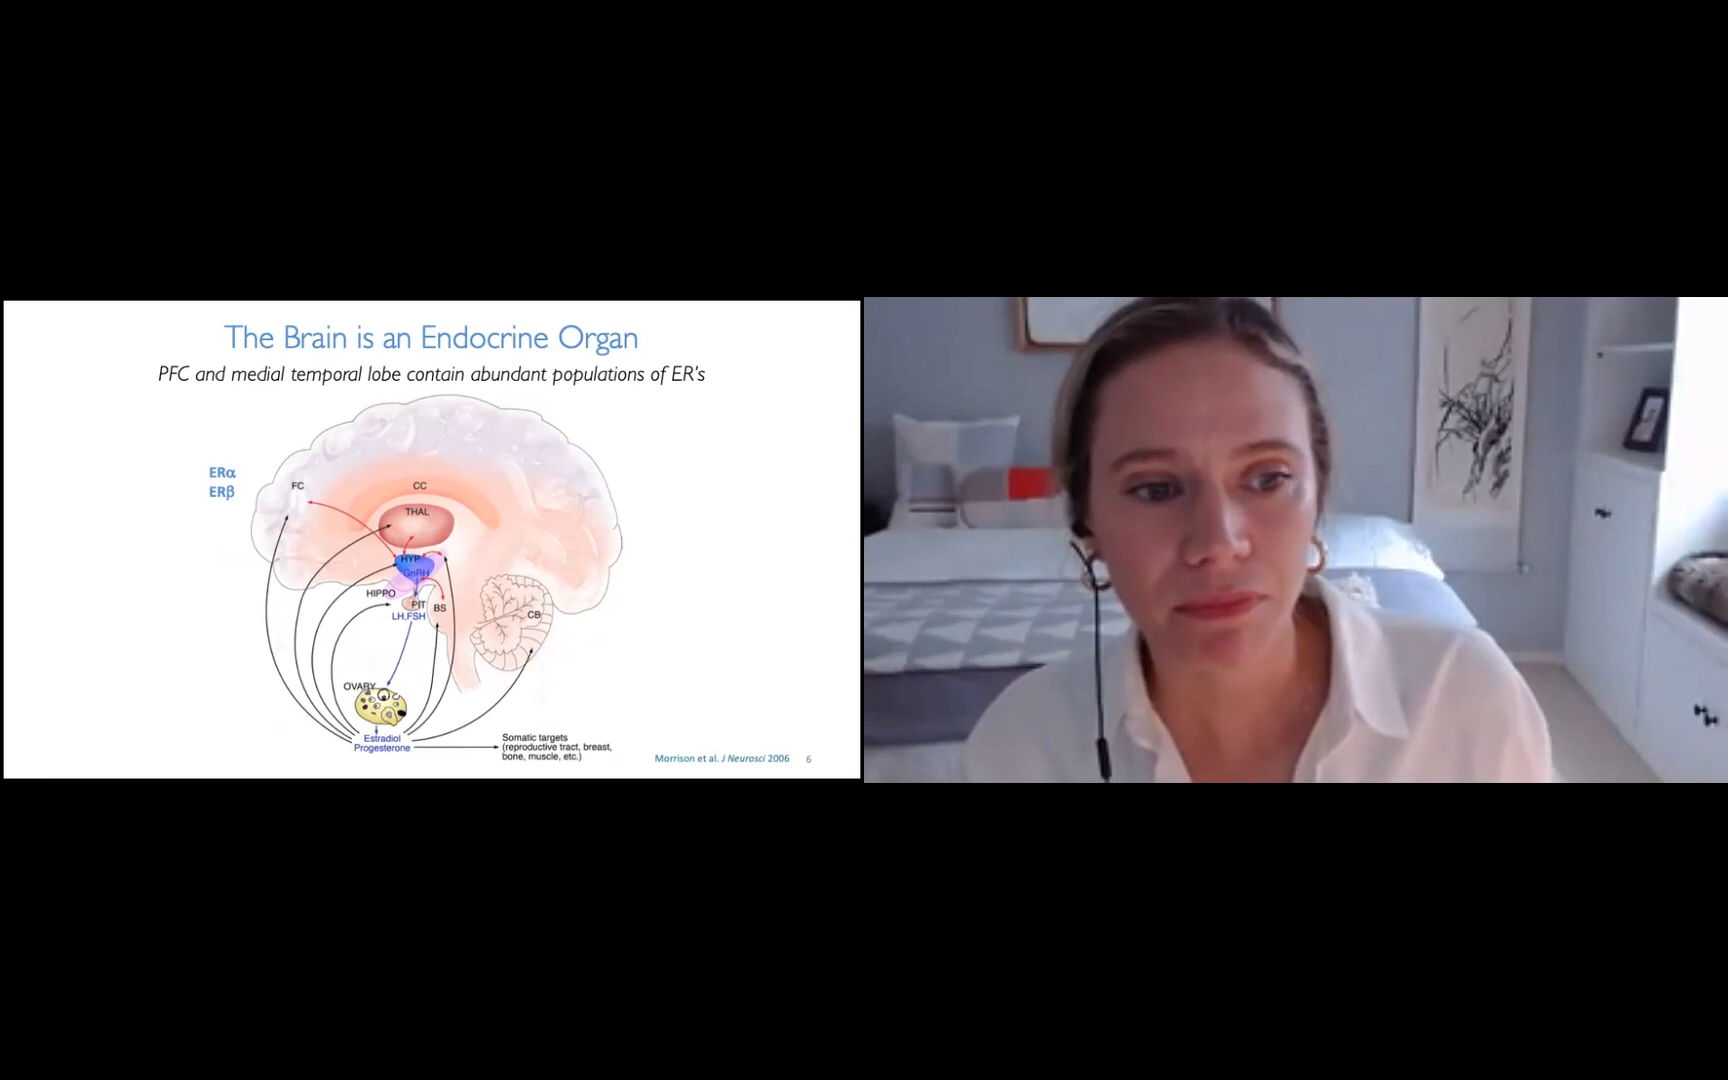 The Brain is an Endocrine Organ
PFC and medial temporal lobe contain abundant populations of ER's
ERα
ERβ
FC
CC
THAL
HYP
GnRH
HIPPO
PIT
BS
LH,FSH
CB
OVARY
Estradiol
Progesterone
Somatic targets
(reproductive tract, breast,
bone, muscle, etc.)
Morrison et al. J Neurosci 2006 6